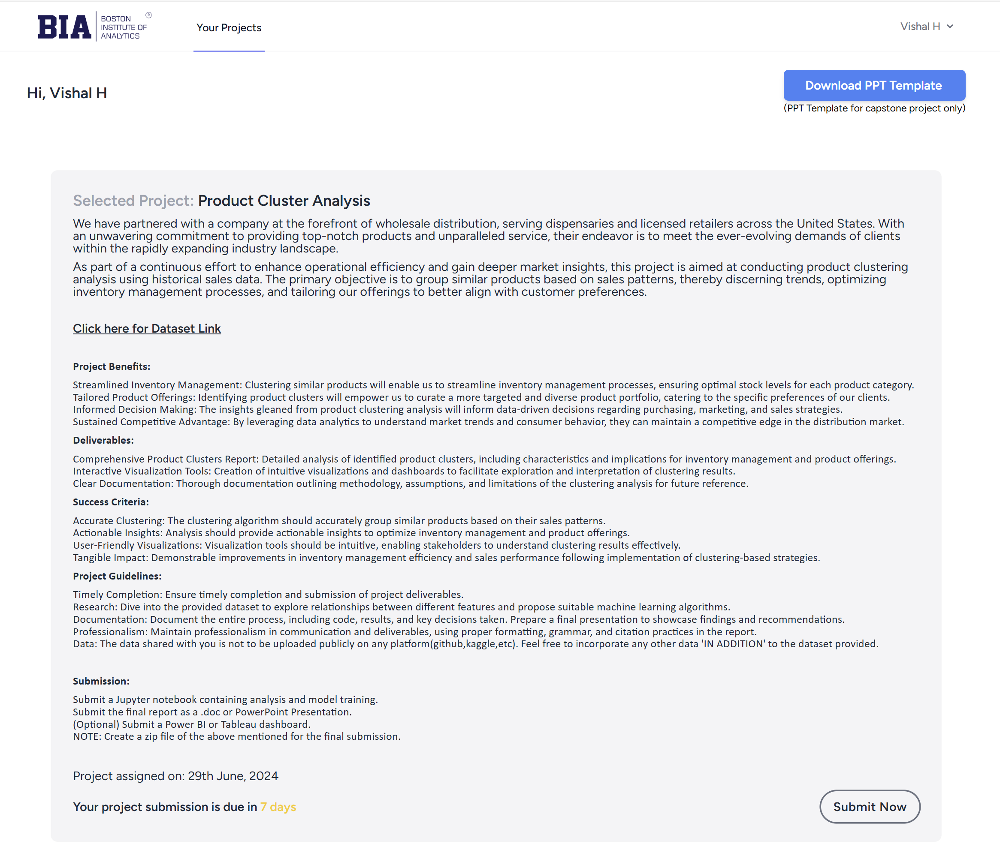 BIA
BOSTON
INSTITUTE OF
ANALYTICS
®
Your Projects
Vishal H
Hi, Vishal H
Download PPT Template
(PPT Template for capstone project only)
Selected Project: Product Cluster Analysis
We have partnered with a company at the forefront of wholesale distribution, serving dispensaries and licensed retailers across the United States. With
an unwavering commitment to providing top-notch products and unparalleled service, their endeavor is to meet the ever-evolving demands of clients
within the rapidly expanding industry landscape.
As part of a continuous effort to enhance operational efficiency and gain deeper market insights, this project is aimed at conducting product clustering
analysis using historical sales data. The primary objective is to group similar products based on sales patterns, thereby discerning trends, optimizing
inventory management processes, and tailoring our offerings to better align with customer preferences.
Click here for Dataset Link
Project Benefits:
Streamlined Inventory Management: Clustering similar products will enable us to streamline inventory management processes, ensuring optimal stock levels for each product category.
Tailored Product Offerings: Identifying product clusters will empower us to curate a more targeted and diverse product portfolio, catering to the specific preferences of our clients.
Informed Decision Making: The insights gleaned from product clustering analysis will inform data-driven decisions regarding purchasing, marketing, and sales strategies.
Sustained Competitive Advantage: By leveraging data analytics to understand market trends and consumer behavior, they can maintain a competitive edge in the distribution market.
Deliverables:
Comprehensive Product Clusters Report: Detailed analysis of identified product clusters, including characteristics and implications for inventory management and product offerings.
Interactive Visualization Tools: Creation of intuitive visualizations and dashboards to facilitate exploration and interpretation of clustering results.
Clear Documentation: Thorough documentation outlining methodology, assumptions, and limitations of the clustering analysis for future reference.
Success Criteria:
Accurate Clustering: The clustering algorithm should accurately group similar products based on their sales patterns.
Actionable Insights: Analysis should provide actionable insights to optimize inventory management and product offerings.
User-Friendly Visualizations: Visualization tools should be intuitive, enabling stakeholders to understand clustering results effectively.
Tangible Impact: Demonstrable improvements in inventory management efficiency and sales performance following implementation of clustering-based strategies.
Project Guidelines:
Timely Completion: Ensure timely completion and submission of project deliverables.
Research: Dive into the provided dataset to explore relationships between different features and propose suitable machine learning algorithms.
Documentation: Document the entire process, including code, results, and key decisions taken. Prepare a final presentation to showcase findings and recommendations.
Professionalism: Maintain professionalism in communication and deliverables, using proper formatting, grammar, and citation practices in the report.
Data: The data shared with you is not to be uploaded publicly on any platform(github,kaggle,etc). Feel free to incorporate any other data 'IN ADDITION' to the dataset provided.
Submission:
Submit a Jupyter notebook containing analysis and model training.
Submit the final report as a .doc or PowerPoint Presentation.
(Optional) Submit a Power BI or Tableau dashboard.
NOTE: Create a zip file of the above mentioned for the final submission.
Project assigned on: 29th June, 2024
Your project submission is due in 7 days
Submit Now